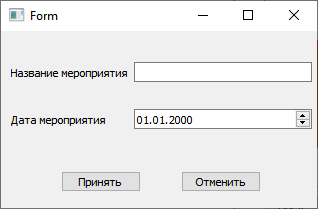 Form
Название мероприятия
Дата мероприятия 01.01.2000
Принять Отменить